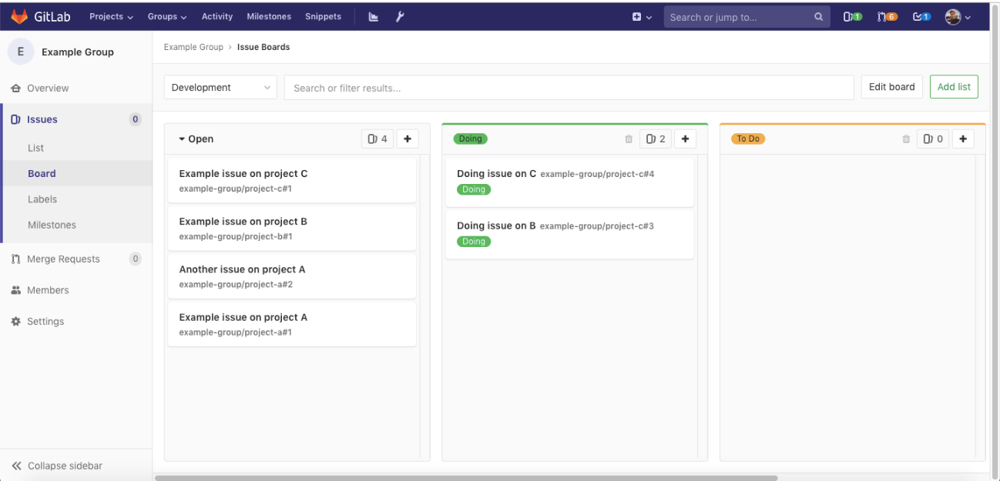 GitLab Projects Groups Activity Milestones Snippets Search or jump to... 1 6 1
E Example Group
Example Group › Issue Boards
Overview
Development Search or filter results... Edit board Add list
Issues 0
List
Board
Labels
Milestones
Merge Requests 0
Members
Settings
Collapse sidebar
Open 4
Example issue on project C
example-group/project-c#1
Example issue on project B
example-group/project-b#1
Another issue on project A
example-group/project-a#2
Example issue on project A
example-group/project-a#1
Doing 2
Doing issue on C example-group/project-c#4
Doing
Doing issue on B example-group/project-c#3
Doing
To Do 0